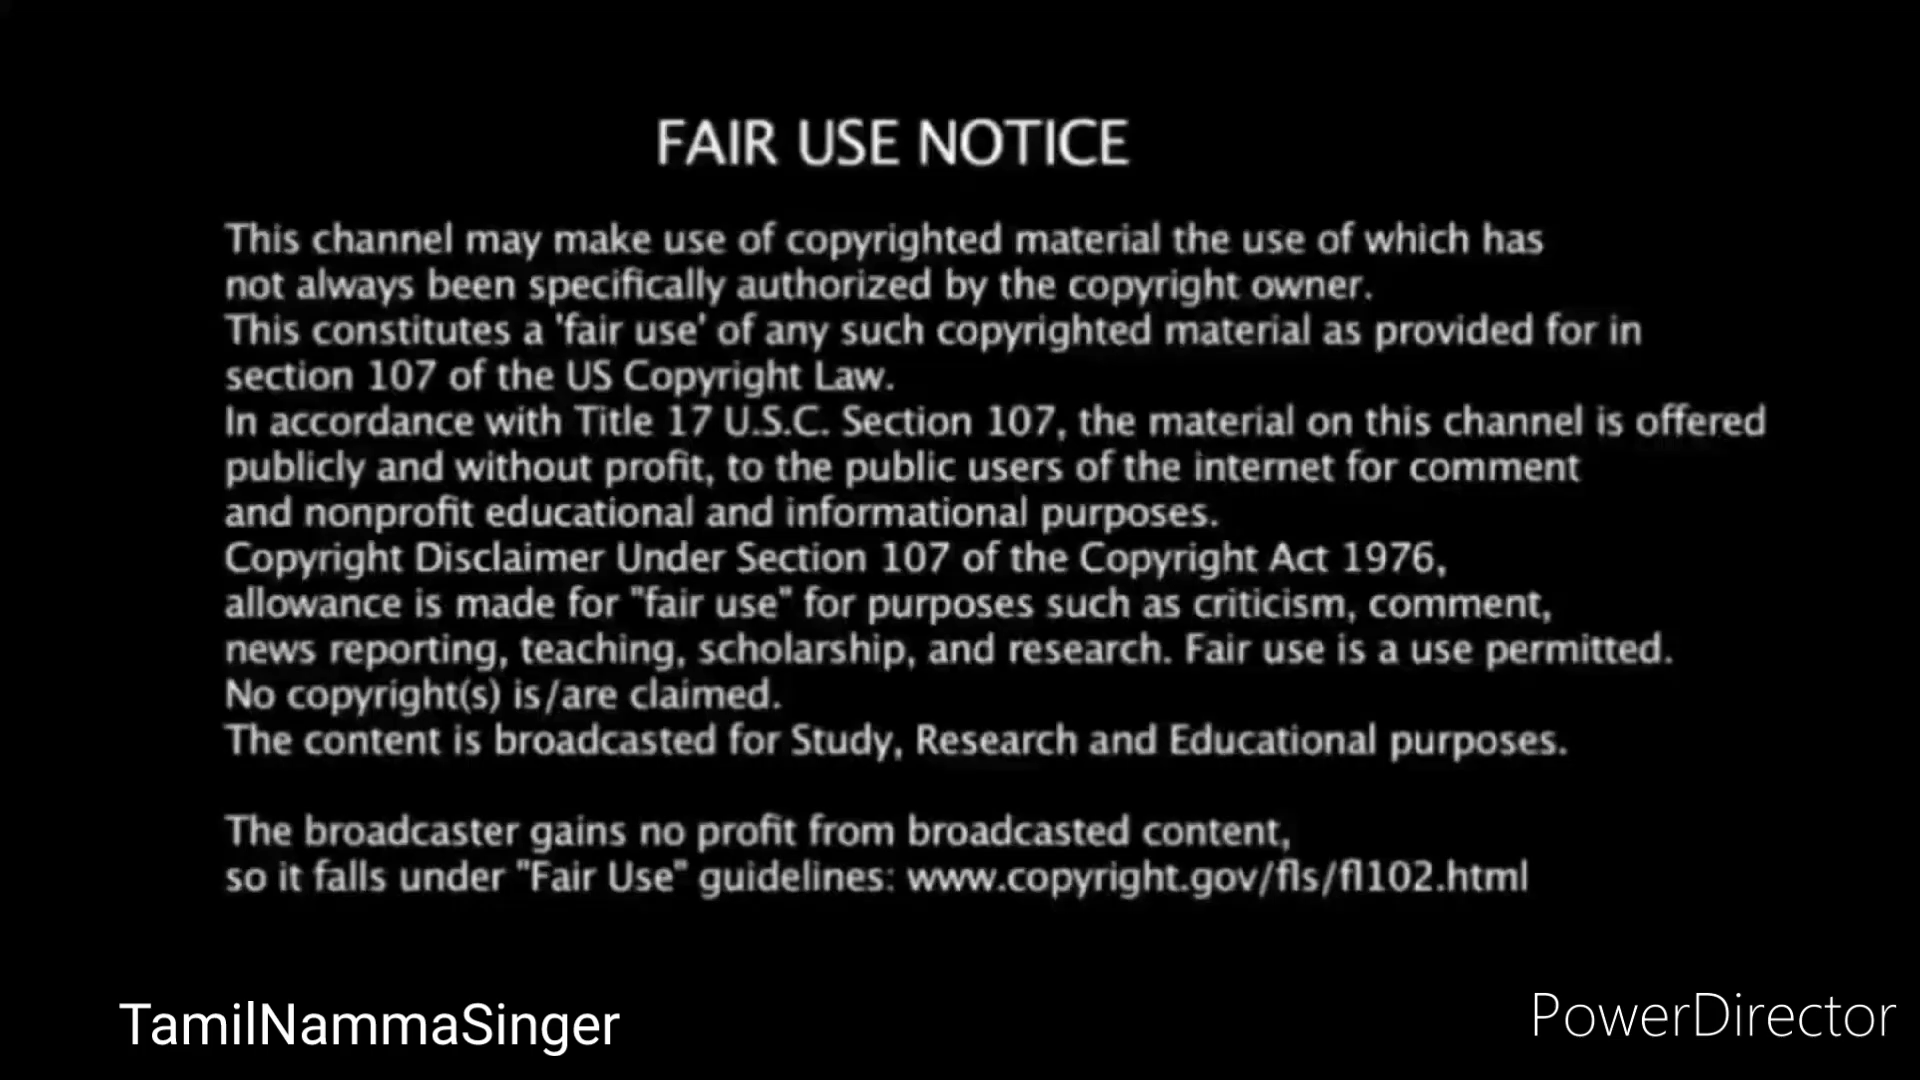 FAIR USE NOTICE
This channel may make use of copyrighted material the use of which has
not always been specifically authorized by the copyright owner.
This constitutes a 'fair use' of any such copyrighted material as provided for in
section 107 of the US Copyright Law.
In accordance with Title 17 U.S.C. Section 107, the material on this channel is offered
publicly and without profit, to the public users of the internet for comment
and nonprofit educational and informational purposes.
Copyright Disclaimer Under Section 107 of the Copyright Act 1976,
allowance is made for "fair use" for purposes such as criticism, comment,
news reporting, teaching, scholarship, and research. Fair use is a use permitted.
No copyright(s) is/are claimed.
The content is broadcasted for Study, Research and Educational purposes.
The broadcaster gains no profit from broadcasted content,
so it falls under "Fair Use" guidelines: www.copyright.gov/fls/fl102.html
TamilNammaSinger
PowerDirector